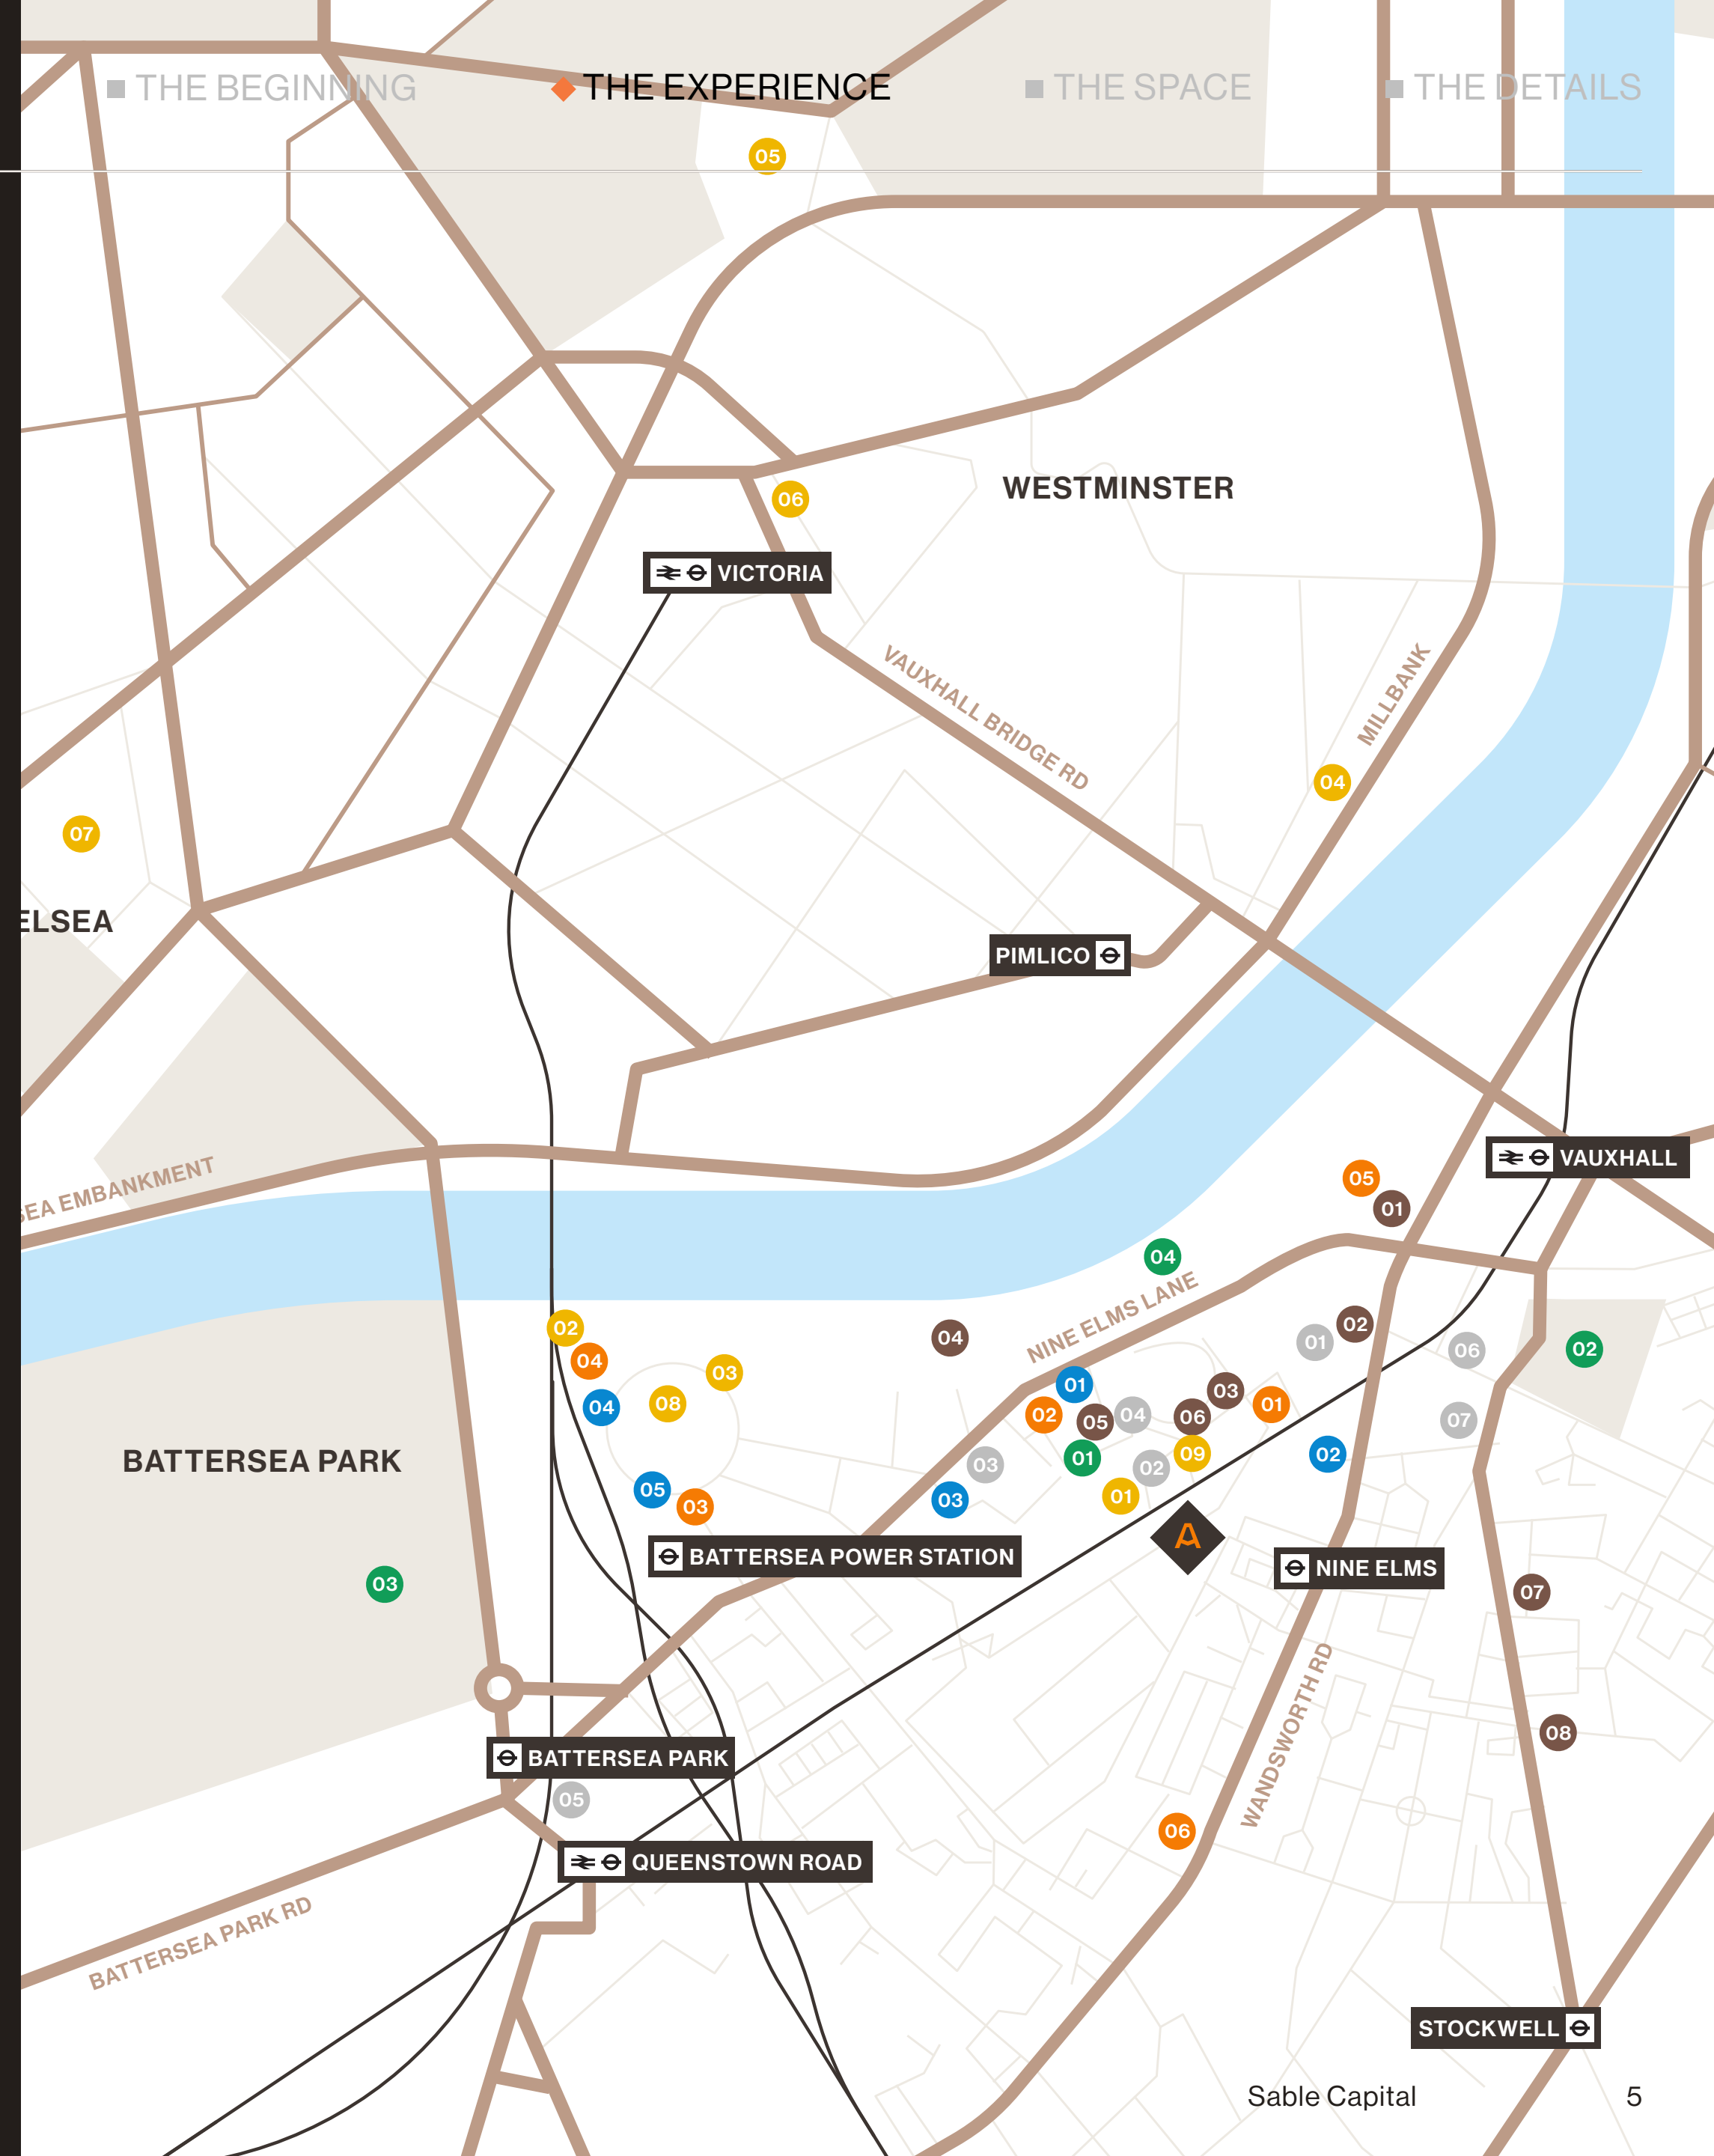 THE BEGINNING
THE EXPERIENCE
THE SPACE
THE DETAILS
05
WESTMINSTER
06
VICTORIA
VAUXHALL BRIDGE RD
MILLBANK
04
07
ELSEA
PIMLICO
VAUXHALL
SEA EMBANKMENT
05
01
04
NINE ELMS LANE
02
04
04
03
08
01
02
06
02
01
03
02
05
04
06
01
07
BATTERSEA PARK
03
01
02
09
02
05
03
03
01
A
BATTERSEA POWER STATION
NINE ELMS
03
07
WANDSWORTH RD
08
BATTERSEA PARK
05
06
QUEENSTOWN ROAD
BATTERSEA PARK RD
STOCKWELL
Sable Capital
5